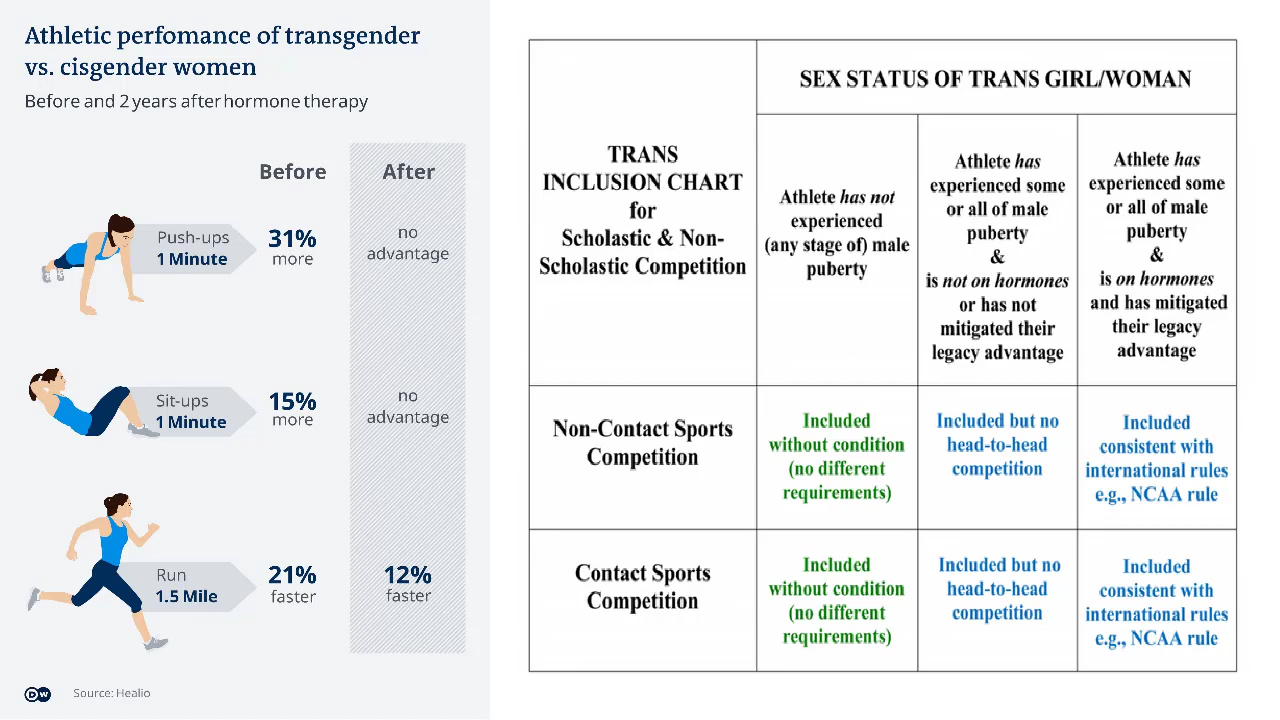 Athletic perfomance of transgender
vs. cisgender women
Before and 2 years after hormone therapy
Before
After
Push-ups
1 Minute
31%
more
no
advantage
Sit-ups
1 Minute
15%
more
no
advantage
Run
1.5 Mile
21%
faster
12%
faster
DW
Source: Healio
TRANS
INCLUSION CHART
for
Scholastic & Non-
Scholastic Competition
SEX STATUS OF TRANS GIRL/WOMAN
Athlete has not
experienced
(any stage of) male
puberty
Athlete has
experienced some
or all of male
puberty
&
is not on hormones
or has not
mitigated their
legacy advantage
Athlete has
experienced some
or all of male
puberty
&
is on hormones
and has mitigated
their legacy
advantage
Non-Contact Sports
Competition
Included
without condition
(no different
requirements)
Included but no
head-to-head
competition
Included
consistent with
international rules
e.g., NCAA rule
Contact Sports
Competition
Included
without condition
(no different
requirements)
Included but no
head-to-head
competition
Included
consistent with
international rules
e.g., NCAA rule